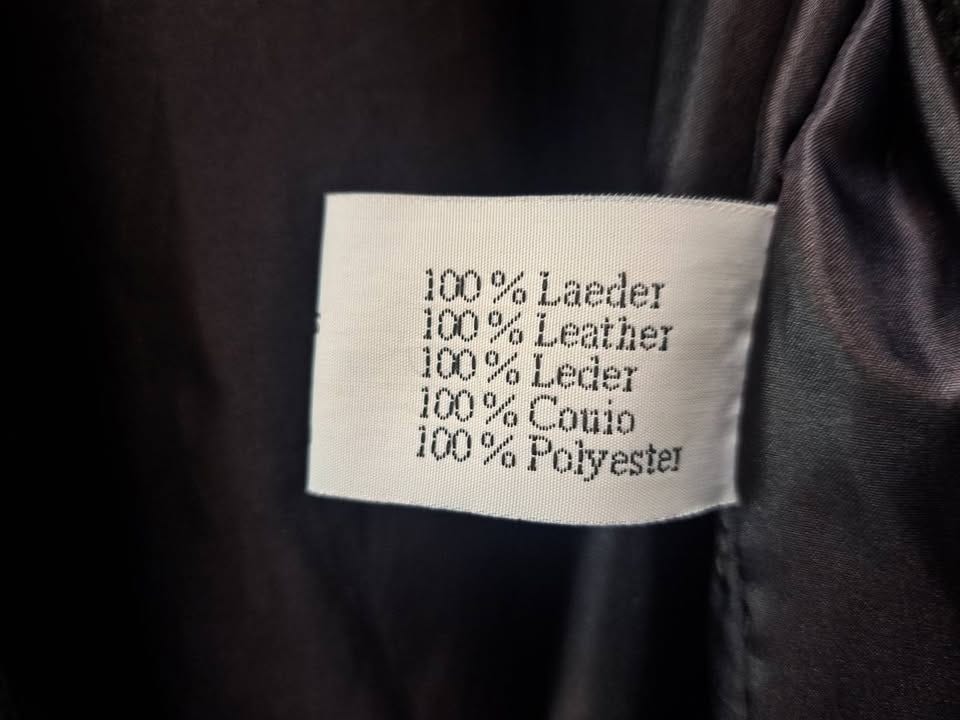 100% Laeder
100% Leather
100% Leder
100% Couio
100% Polyester